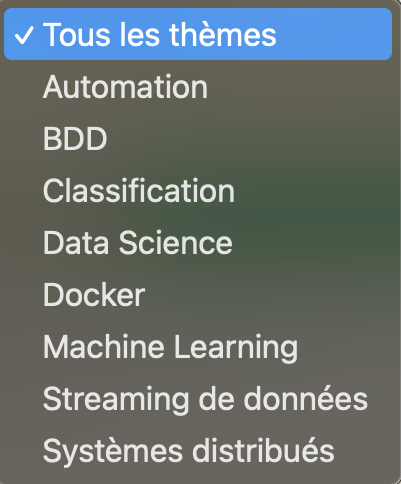 ✓ Tous les thèmes
Automation
BDD
Classification
Data Science
Docker
Machine Learning
Streaming de données
Systèmes distribués